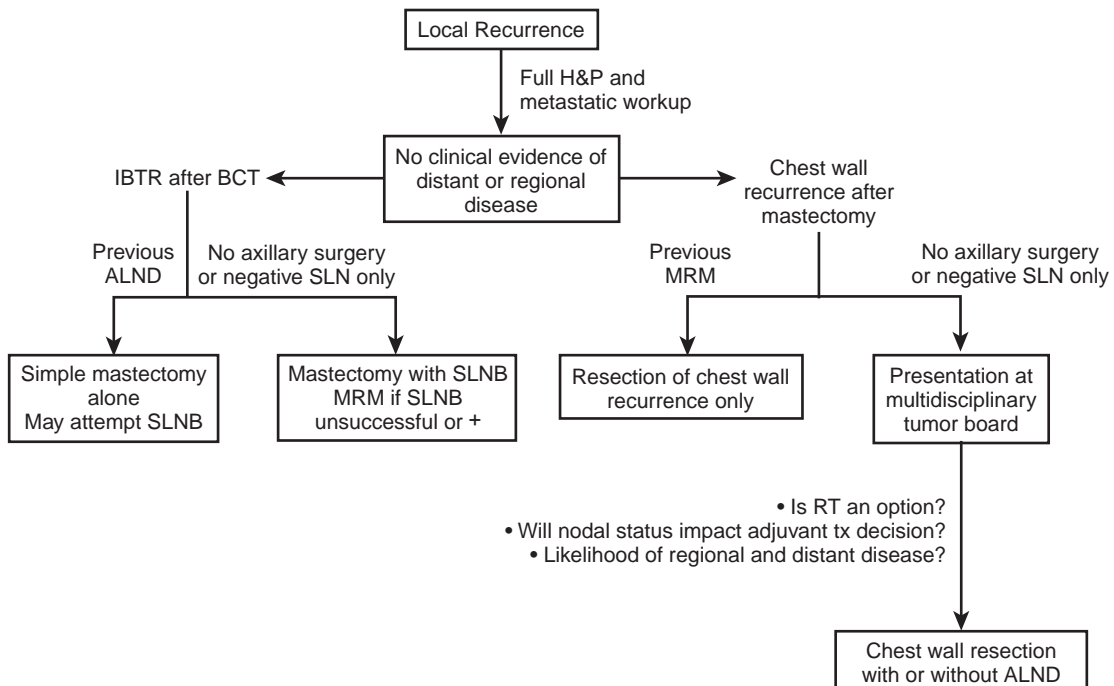 Local Recurrence
Full H&P and
metastatic workup
No clinical evidence of
distant or regional
disease
IBTR after BCT
Chest wall
recurrence after
mastectomy
Previous
ALND
No axillary surgery
or negative SLN only
Previous
MRM
No axillary surgery
or negative SLN only
Simple mastectomy
alone
May attempt SLNB
Mastectomy with SLNB
MRM if SLNB
unsuccessful or +
Resection of chest wall
recurrence only
Presentation at
multidisciplinary
tumor board
• Is RT an option?
• Will nodal status impact adjuvant tx decision?
• Likelihood of regional and distant disease?
Chest wall resection
with or without ALND